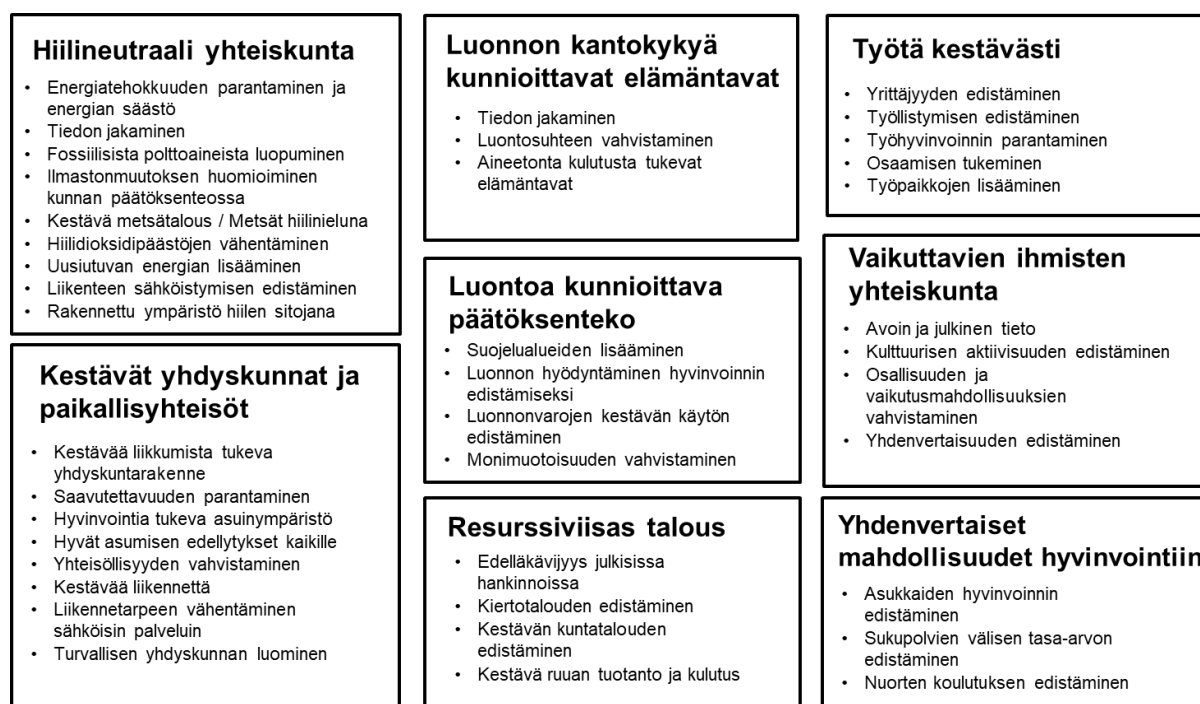 Hiilineutraali yhteiskunta
• Energiatehokkuuden parantaminen ja
energian säästö
• Tiedon jakaminen
• Fossiilisista polttoaineista luopuminen
• Ilmastonmuutoksen huomioiminen
kunnan päätöksenteossa
• Kestävä metsätalous / Metsät hiilinieluna
• Hiilidioksidipäästöjen vähentäminen
• Uusiutuvan energian lisääminen
• Liikenteen sähköistymisen edistäminen
• Rakennettu ympäristö hiilen sitojana
Kestävät yhdyskunnat ja
paikallisyhteisöt
• Kestävää liikkumista tukeva
yhdyskuntarakenne
• Saavutettavuuden parantaminen
• Hyvinvointia tukeva asuinympäristö
• Hyvät asumisen edellytykset kaikille
• Yhteisöllisyyden vahvistaminen
• Kestävää liikennettä
• Liikennetarpeen vähentäminen
sähköisin palveluin
• Turvallisen yhdyskunnan luominen
Luonnon kantokykyä
kunnioittavat elämäntavat
• Tiedon jakaminen
• Luontosuhteen vahvistaminen
• Aineetonta kulutusta tukevat
elämäntavat
Luontoa kunnioittava
päätöksenteko
• Suojelualueiden lisääminen
• Luonnon hyödyntäminen hyvinvoinnin
edistämiseksi
• Luonnonvarojen kestävän käytön
edistäminen
• Monimuotoisuuden vahvistaminen
Resurssiviisas talous
• Edelläkävijyys julkisissa
hankinnoissa
• Kiertotalouden edistäminen
• Kestävän kuntatalouden
edistäminen
• Kestävä ruuan tuotanto ja kulutus
Työtä kestävästi
• Yrittäjyyden edistäminen
• Työllistymisen edistäminen
• Työhyvinvoinnin parantaminen
• Osaamisen tukeminen
• Työpaikkojen lisääminen
Vaikuttavien ihmisten
yhteiskunta
• Avoin ja julkinen tieto
• Kulttuurisen aktiivisuuden edistäminen
• Osallisuuden ja
vaikutusmahdollisuuksien
vahvistaminen
• Yhdenvertaisuuden edistäminen
Yhdenvertaiset
mahdollisuudet hyvinvointiin
• Asukkaiden hyvinvoinnin
edistäminen
• Sukupolvien välisen tasa-arvon
edistäminen
• Nuorten koulutuksen edistäminen